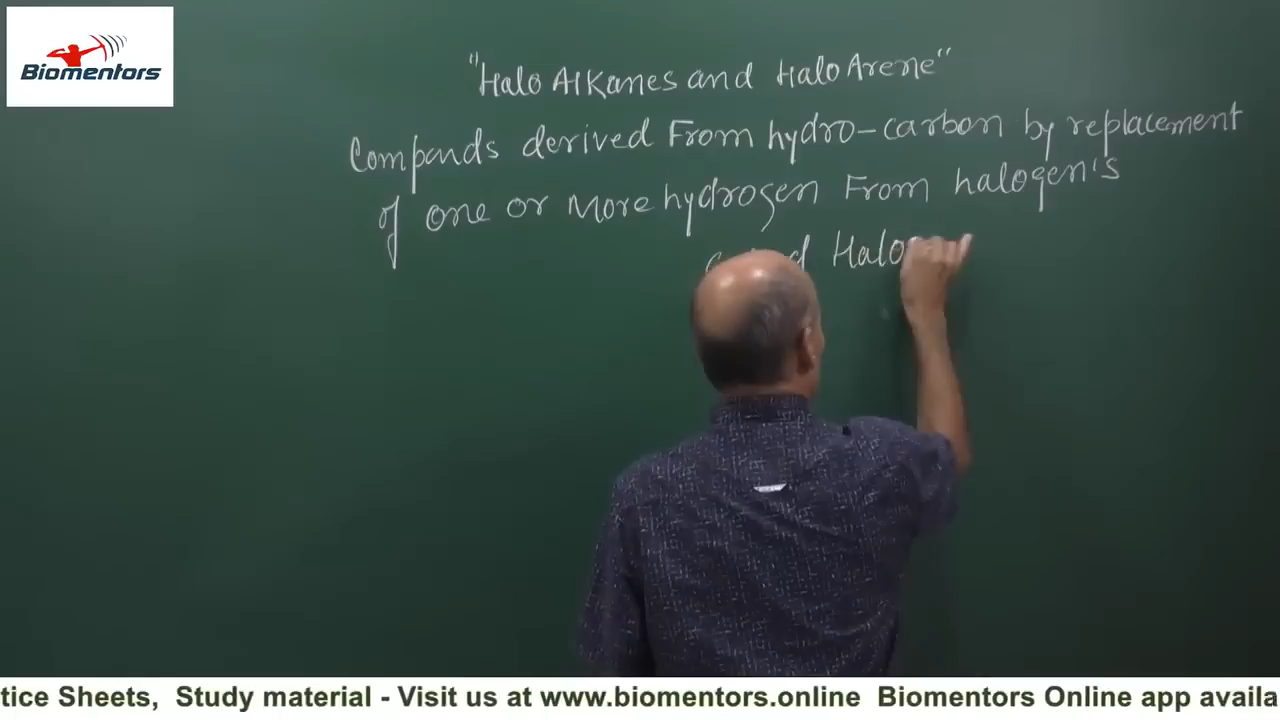 Biomentors
"Halo Alkanes and Halo Arene"
Compands derived From hydro-carbon by replacement
of one or More hydrogen From halogen's
Halo
tice Sheets, Study material - Visit us at www.biomentors.online Biomentors Online app availa